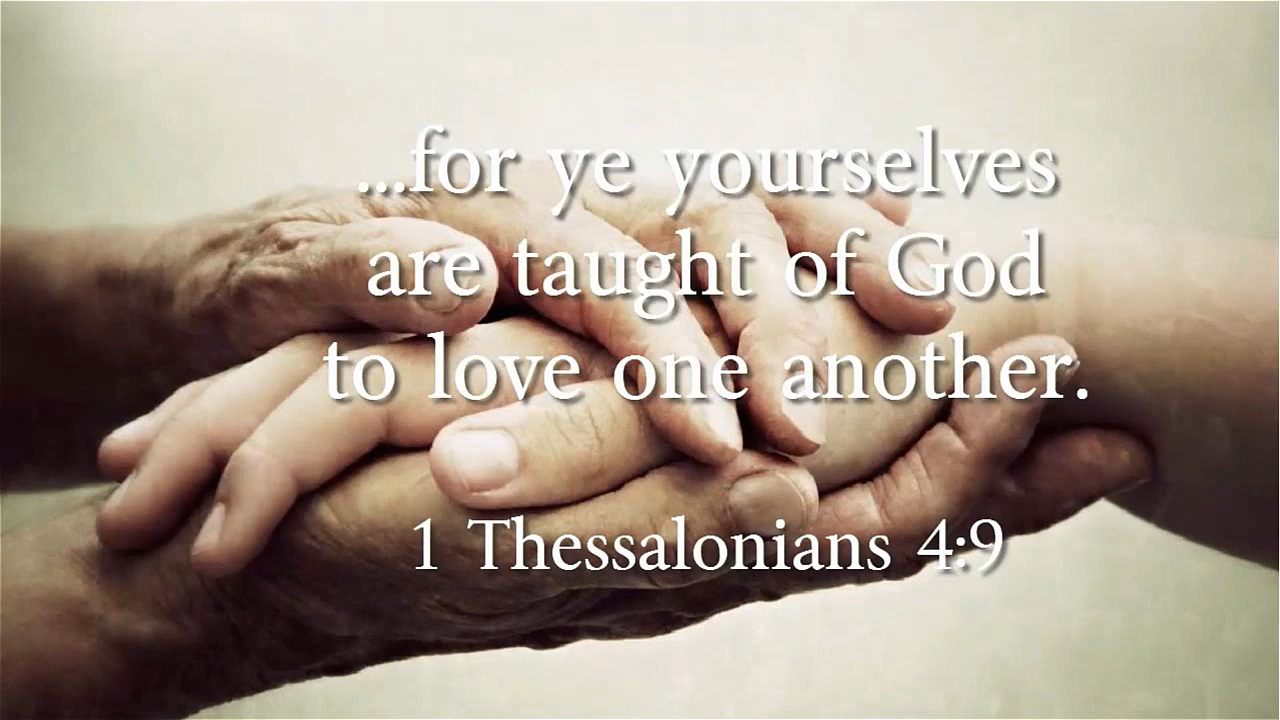 ...for ye yourselves
are taught of God
to love one another.
1 Thessalonians 4:9